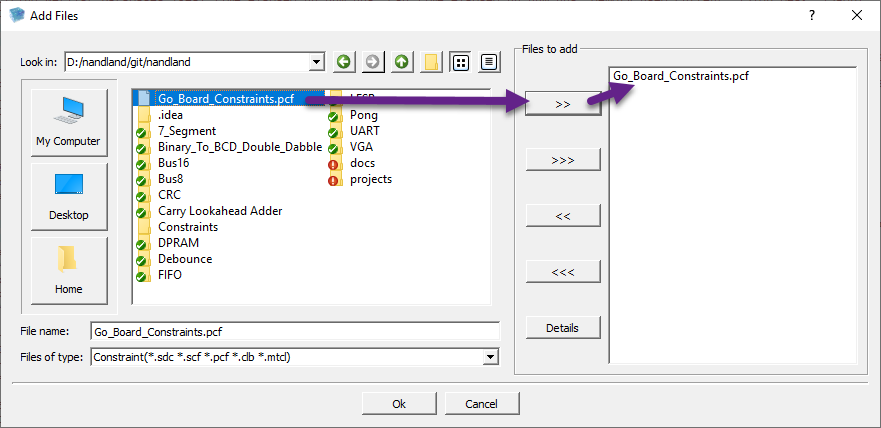 Add Files
?
Look in:
D:/nandland/git/nandland
My Computer
Desktop
Home
Go_Board_Constraints.pcf
.idea
7_Segment
Binary_To_BCD_Double_Dabble
Bus16
Bus8
CRC
Carry Lookahead Adder
Constraints
DPRAM
Debounce
FIFO
Pong
UART
VGA
docs
projects
File name:
Go_Board_Constraints.pcf
Files of type:
Constraint(*.sdc *.scf *.pcf *.clb *.mtcl)
Files to add
>>
>>>
<<
<<<
Details
Go_Board_Constraints.pcf
Ok
Cancel